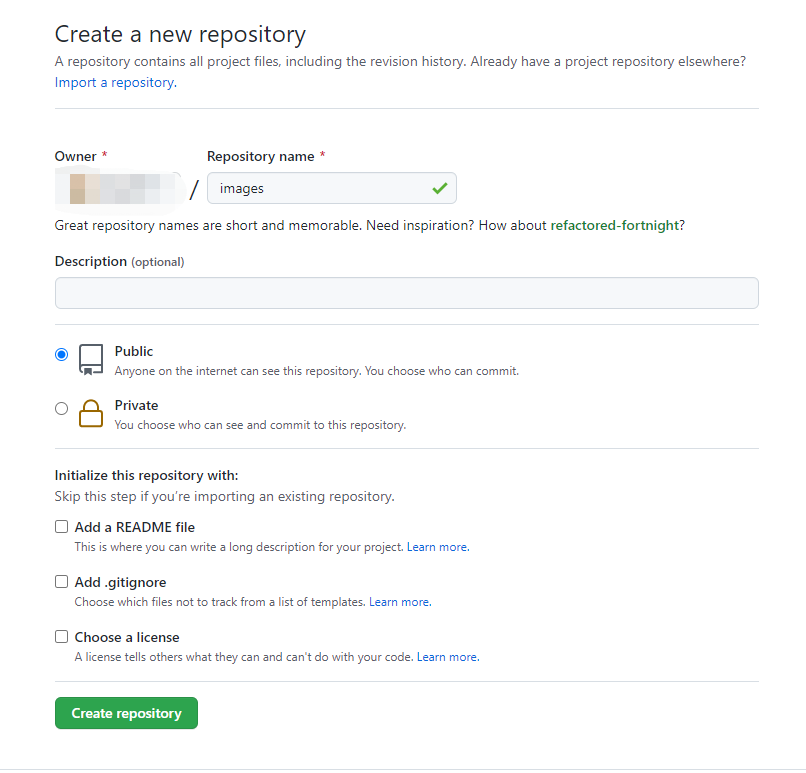 Create a new repository
A repository contains all project files, including the revision history. Already have a project repository elsewhere?
Import a repository.
Owner * Repository name *
/ images
Great repository names are short and memorable. Need inspiration? How about refactored-fortnight?
Description (optional)
Public
Anyone on the internet can see this repository. You choose who can commit.
Private
You choose who can see and commit to this repository.
Initialize this repository with:
Skip this step if you're importing an existing repository.
Add a README file
This is where you can write a long description for your project. Learn more.
Add .gitignore
Choose which files not to track from a list of templates. Learn more.
Choose a license
A license tells others what they can and can't do with your code. Learn more.
Create repository